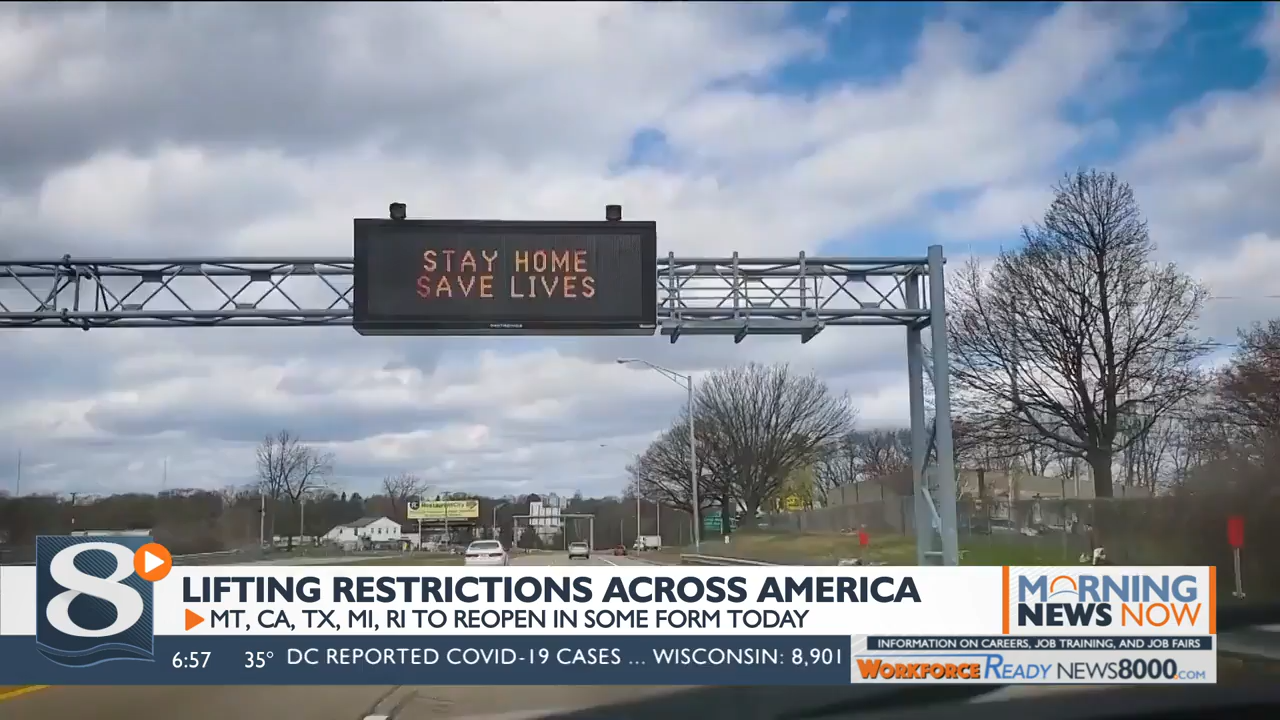 STAY HOME
SAVE LIVES
8
LIFTING RESTRICTIONS ACROSS AMERICA
MT, CA, TX, MI, RI TO REOPEN IN SOME FORM TODAY
MORNING
NEWS NOW
6:57 35° DC REPORTED COVID-19 CASES ... WISCONSIN: 8,901
INFORMATION ON CAREERS, JOB TRAINING, AND JOB FAIRS
WORKFORCE READY NEWS8000.COM